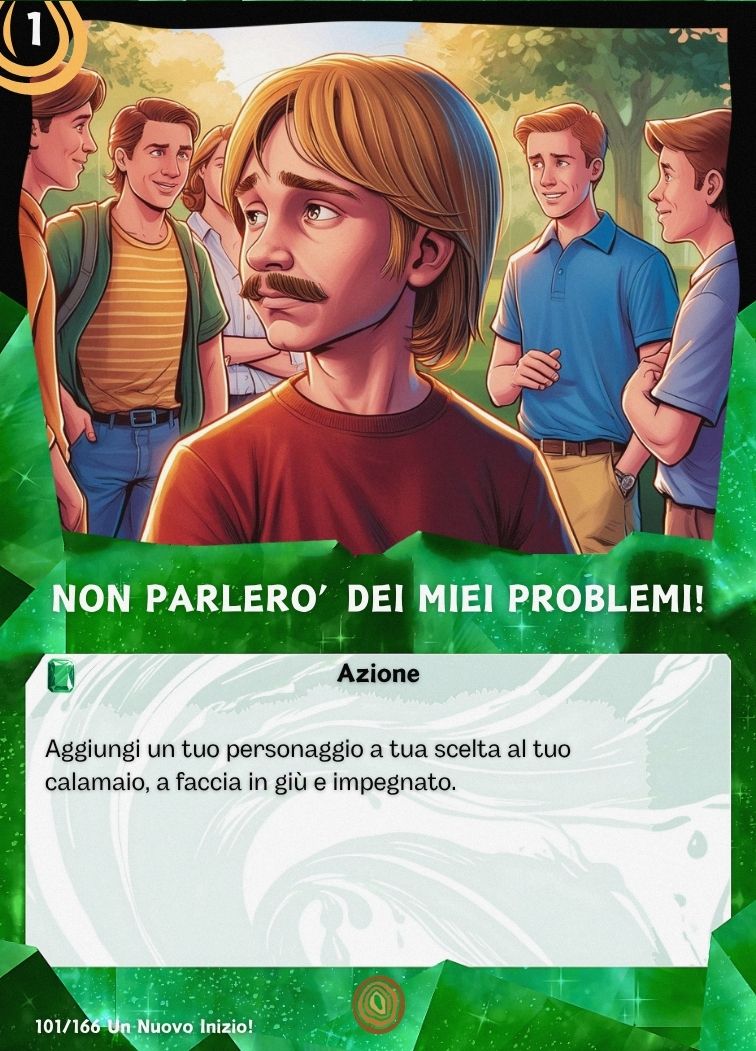 1
NON PARLERO' DEI MIEI PROBLEMI!
Azione
Aggiungi un tuo personaggio a tua scelta al tuo
calamaio, a faccia in giù e impegnato.
101/166 Un Nuovo Inizio!